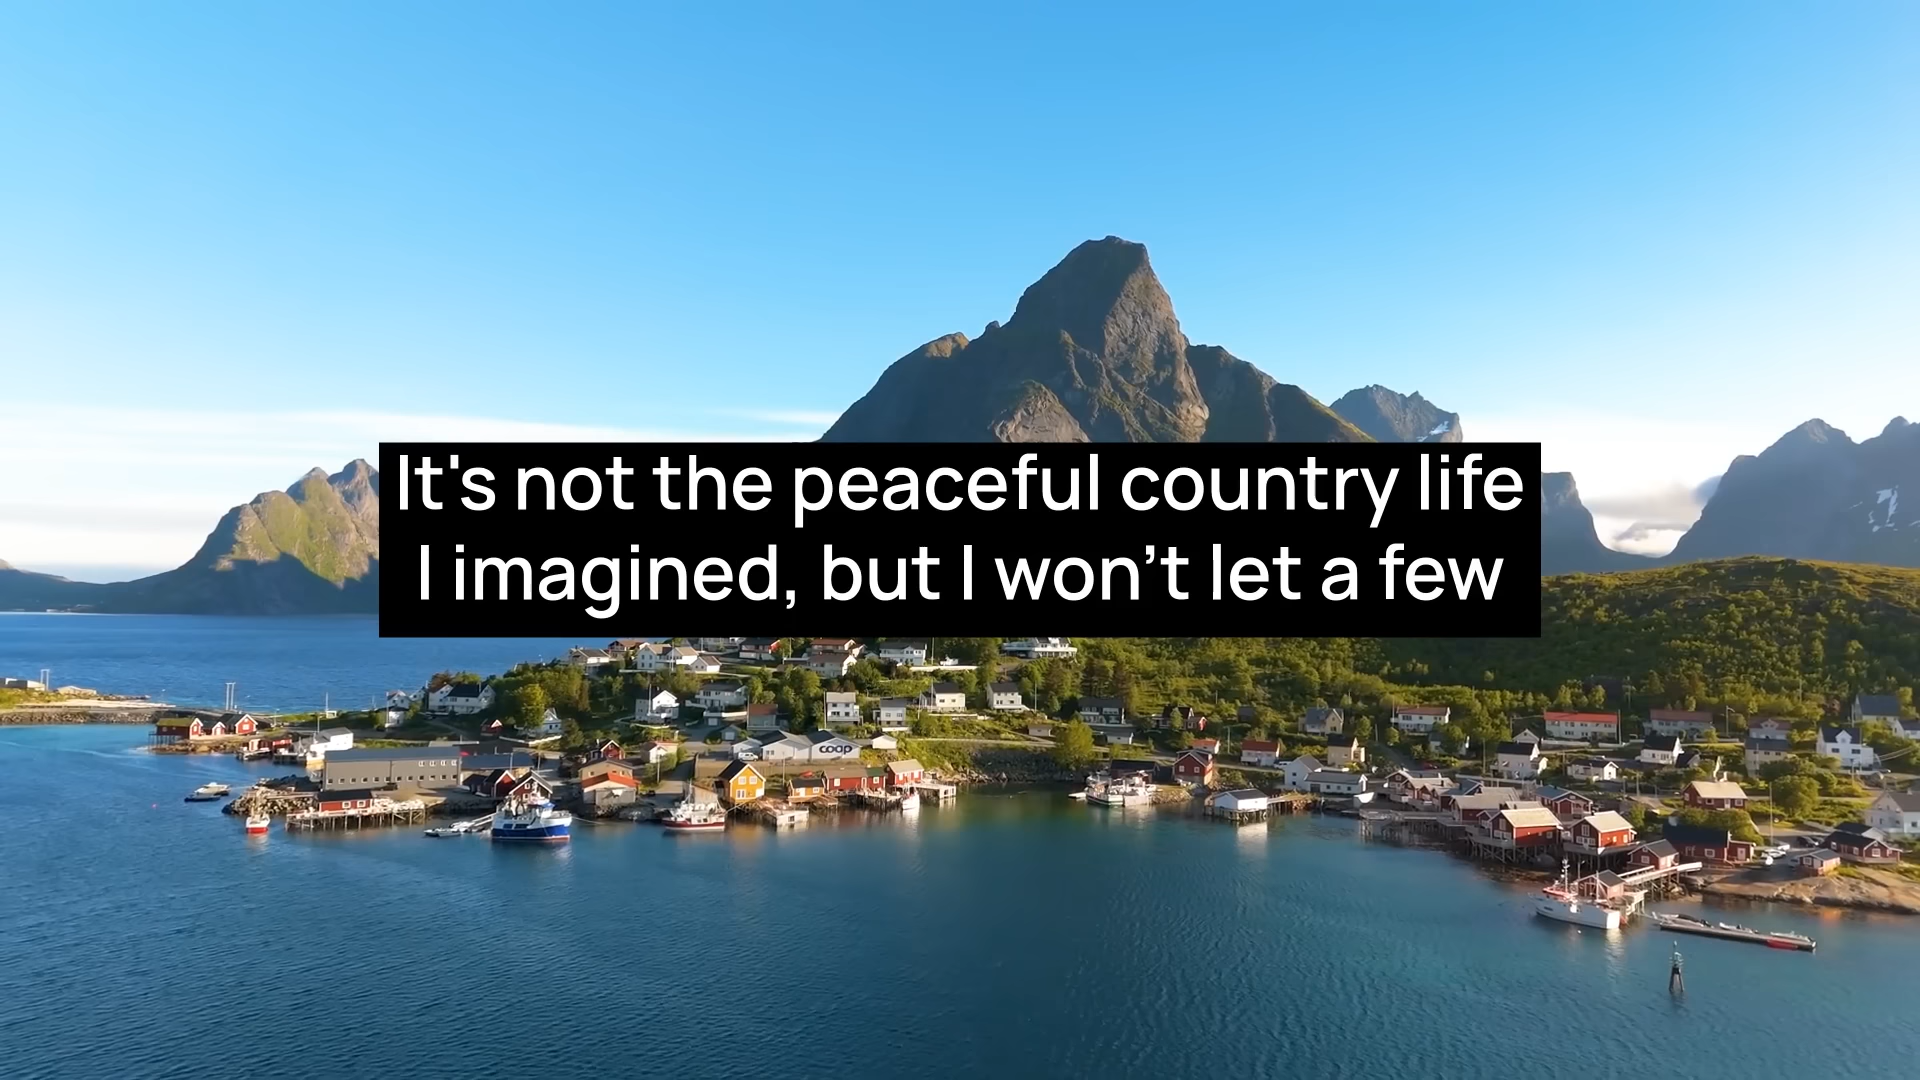 It's not the peaceful country life
I imagined, but I won’t let a few
coop